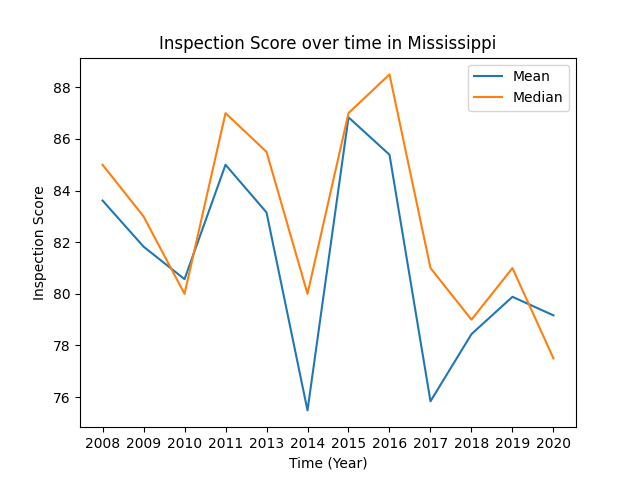 Inspection Score over time in Mississippi
Mean
Median
88
86
84
82
80
78
76
Inspection Score
2008 2009 2010 2011 2013 2014 2015 2016 2017 2018 2019 2020
Time (Year)